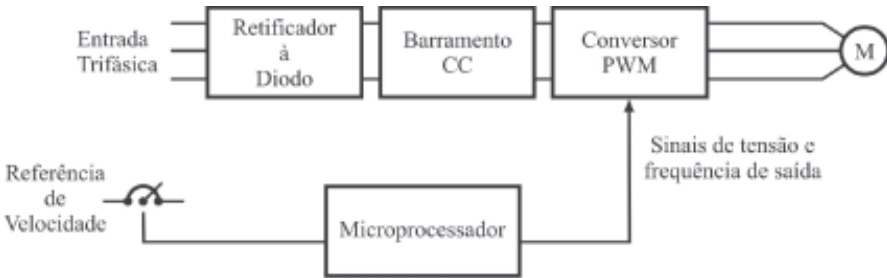 Entrada
Trifásica
Retificador
à
Diodo
Barramento
CC
Conversor
PWM
M
Sinais de tensão e
frequência de saída
Referência
de
Velocidade
Microprocessador